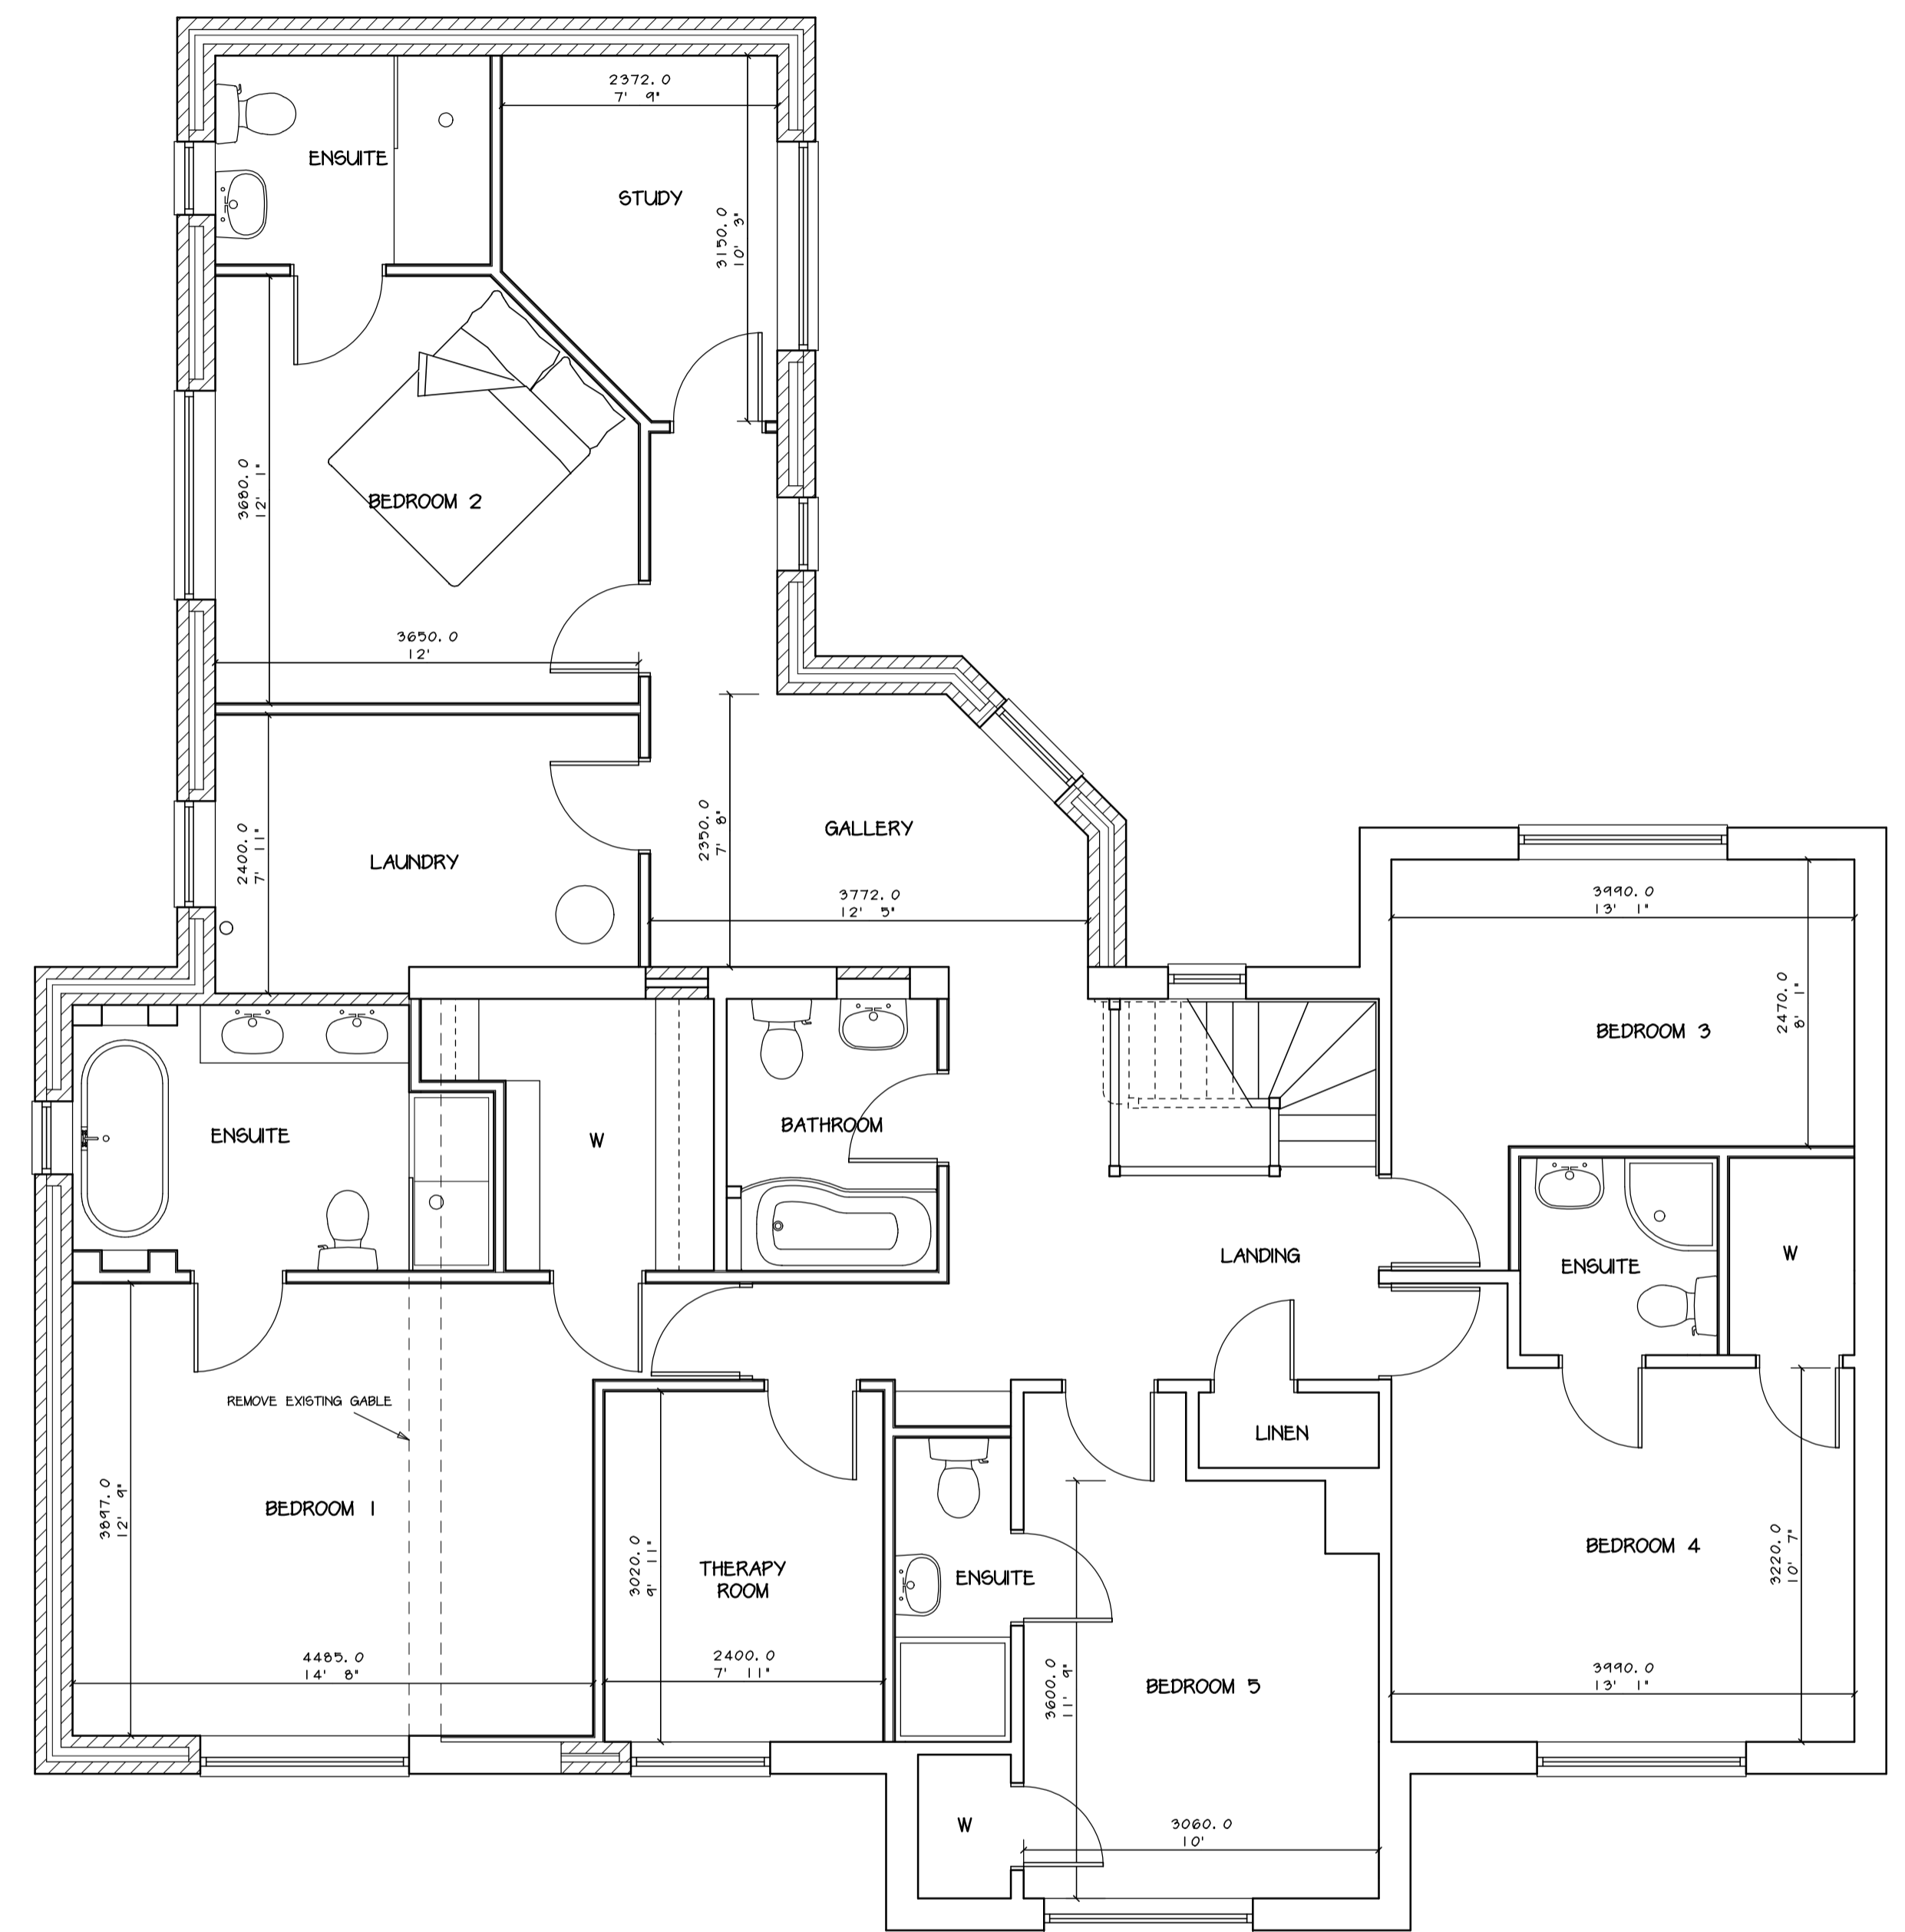 2372.0
7' 9"
ENSUITE
STUDY
3150.0
10' 3"
3680.0
12' 1"
BEDROOM 2
3650.0
12'
2400.0
7' 11"
LAUNDRY
2350.0
7' 8"
GALLERY
3772.0
12' 5"
3990.0
13' 1"
BEDROOM 3
2470.0
8' 1"
ENSUITE
W
BATHROOM
LANDING
ENSUITE
W
REMOVE EXISTING GABLE
LINEN
BEDROOM 1
3897.0
12' 9"
4485.0
14' 8"
THERAPY
ROOM
3020.0
9' 11"
2400.0
7' 11"
ENSUITE
BEDROOM 5
3600.0
11' 9"
3060.0
10'
W
BEDROOM 4
3220.0
10' 7"
3990.0
13' 1"